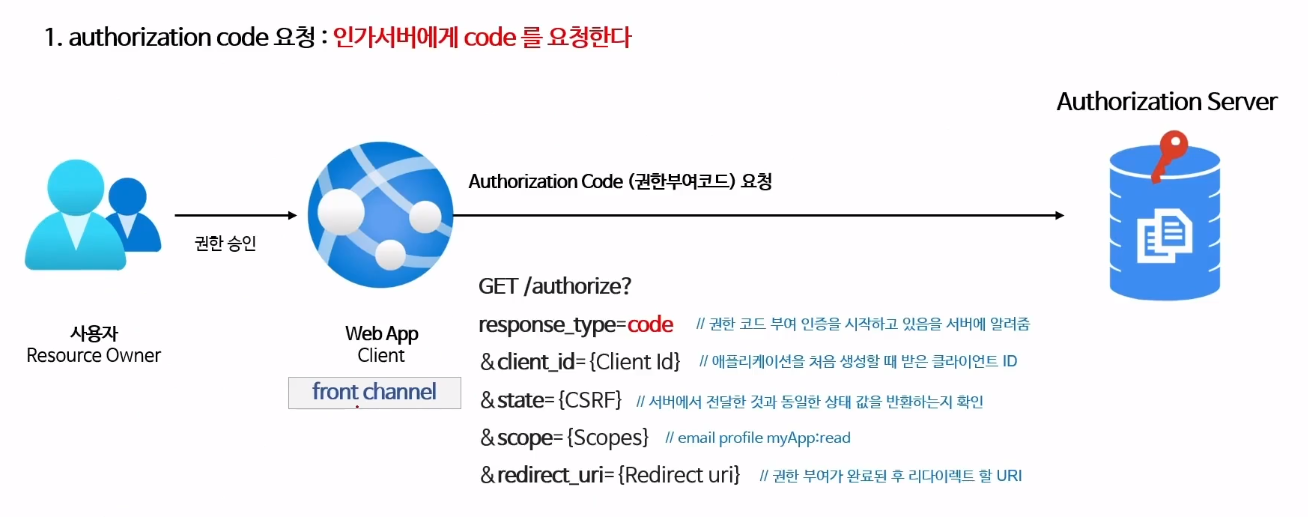 1. authorization code 요청 : 인가서버에게 code 를 요청한다
Authorization Server
Authorization Code (권한부여코드) 요청
권한 승인
사용자
Resource Owner
Web App
Client
front channel
GET /authorize?
response_type=code // 권한 코드 부여 인증을 시작하고 있음을 서버에 알려줌
&client_id={Client Id} // 애플리케이션을 처음 생성할 때 받은 클라이언트 ID
&state={CSRF} // 서버에서 전달한 것과 동일한 상태 값을 반환하는지 확인
&scope={Scopes} // email profile myApp:read
&redirect_uri={Redirect uri} // 권한 부여가 완료된 후 리다이렉트 할 URI